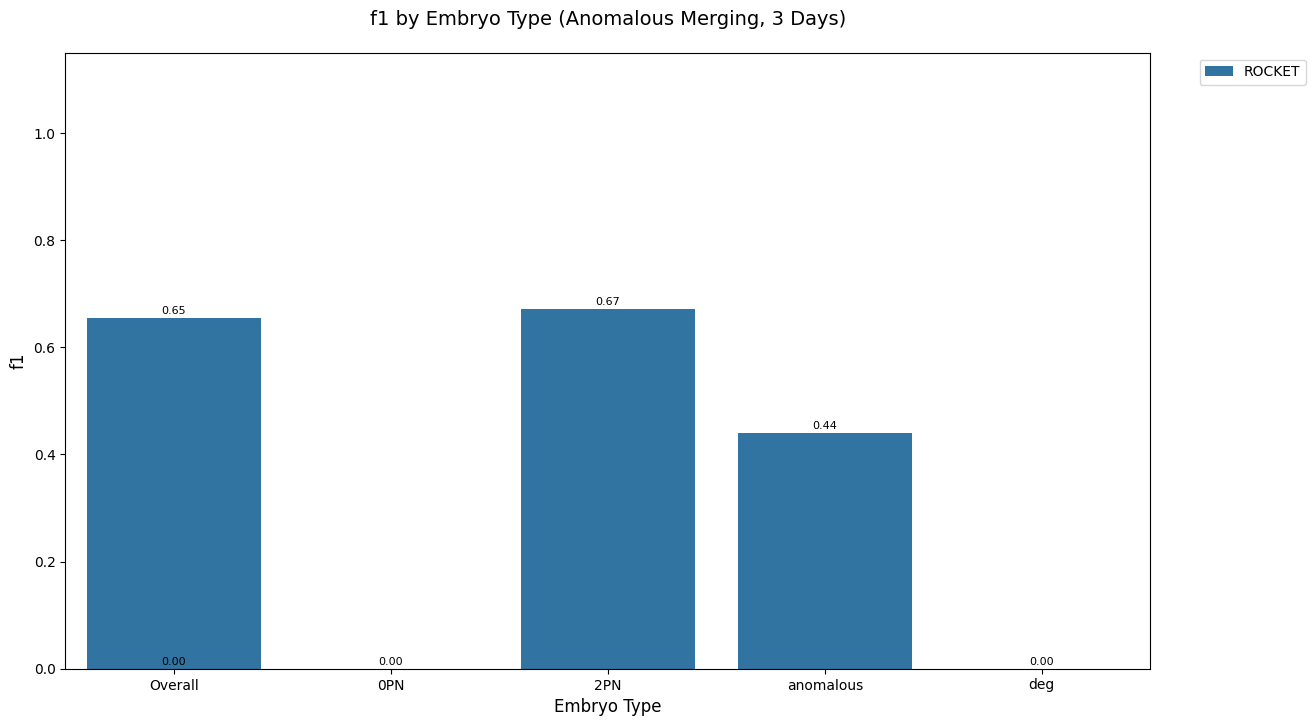 f1 by Embryo Type (Anomalous Merging, 3 Days)
ROCKET
f1
1.0
0.8
0.6
0.4
0.2
0.0
0.65
0.00
0.00
0.67
0.44
0.00
Overall
0PN
2PN
anomalous
deg
Embryo Type